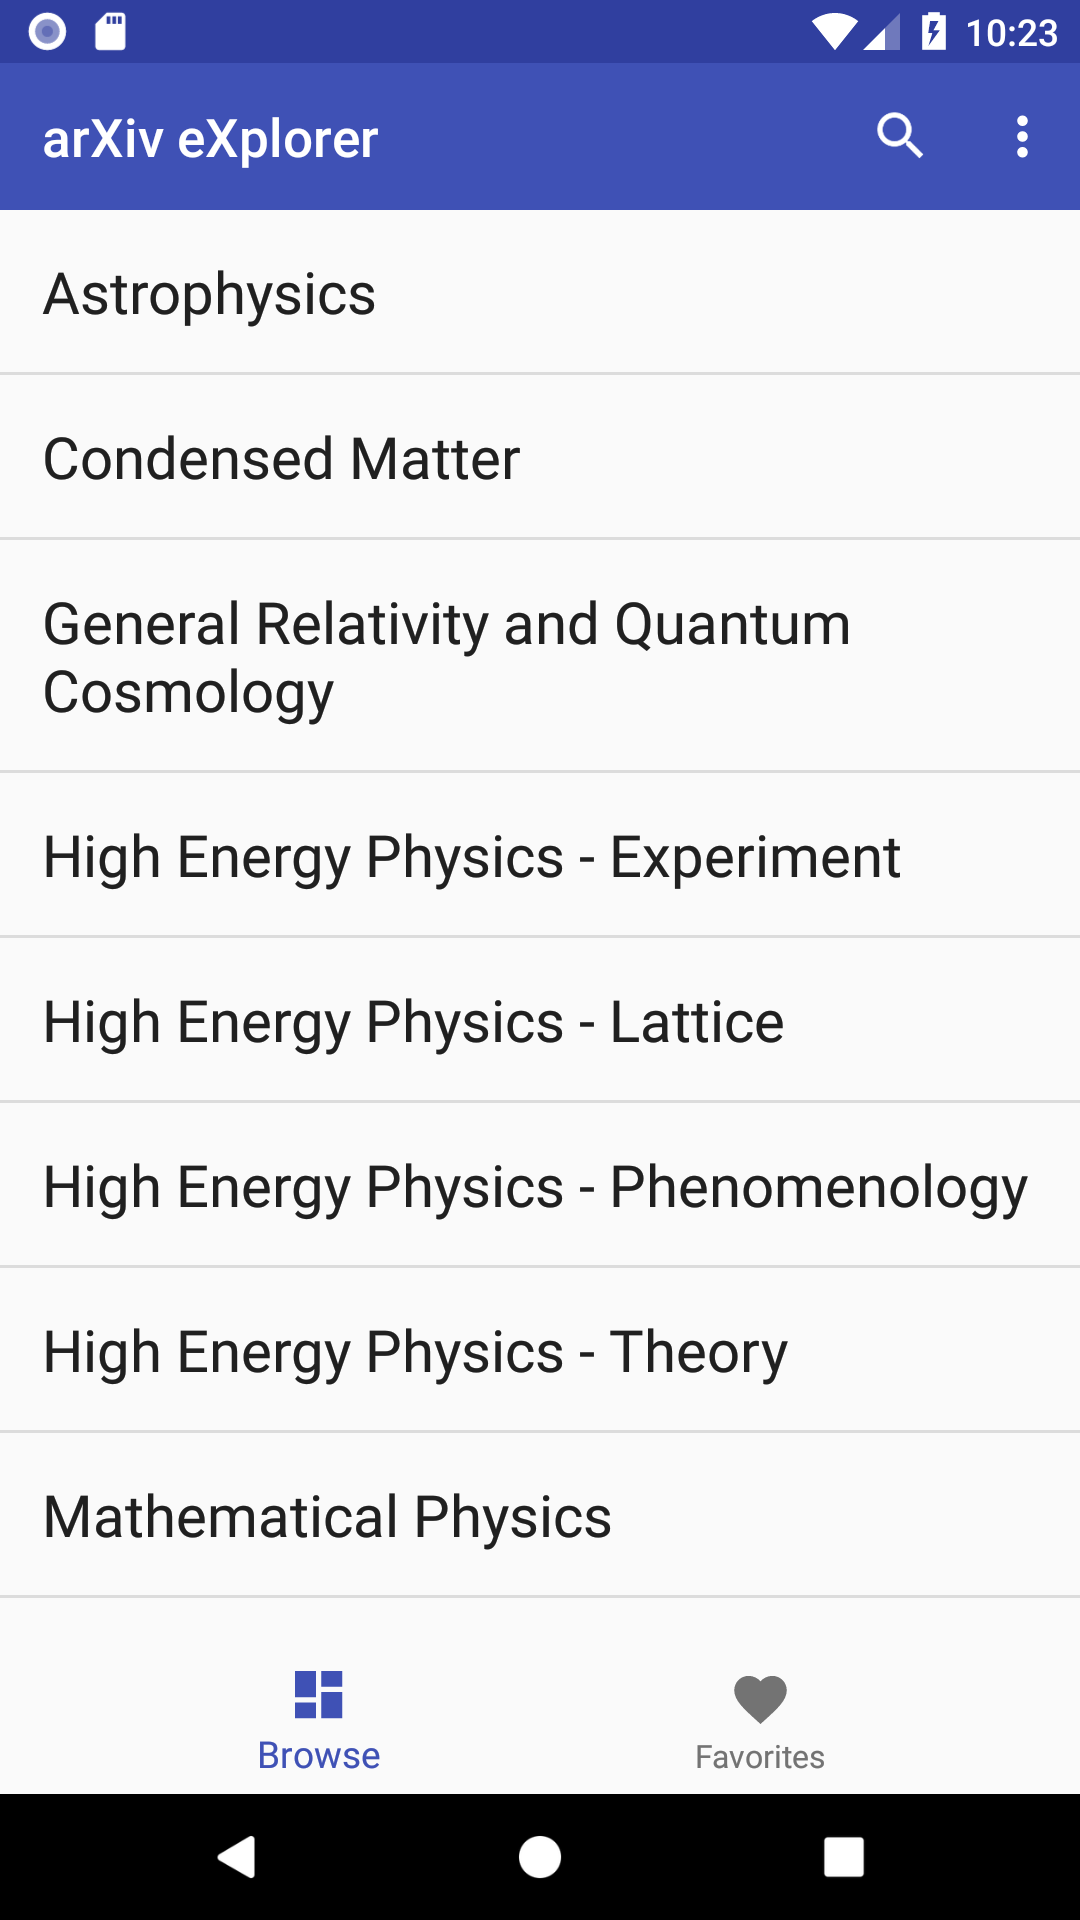 10:23
arXiv eXplorer
Astrophysics
Condensed Matter
General Relativity and Quantum
Cosmology
High Energy Physics - Experiment
High Energy Physics - Lattice
High Energy Physics - Phenomenology
High Energy Physics - Theory
Mathematical Physics
Browse
Favorites